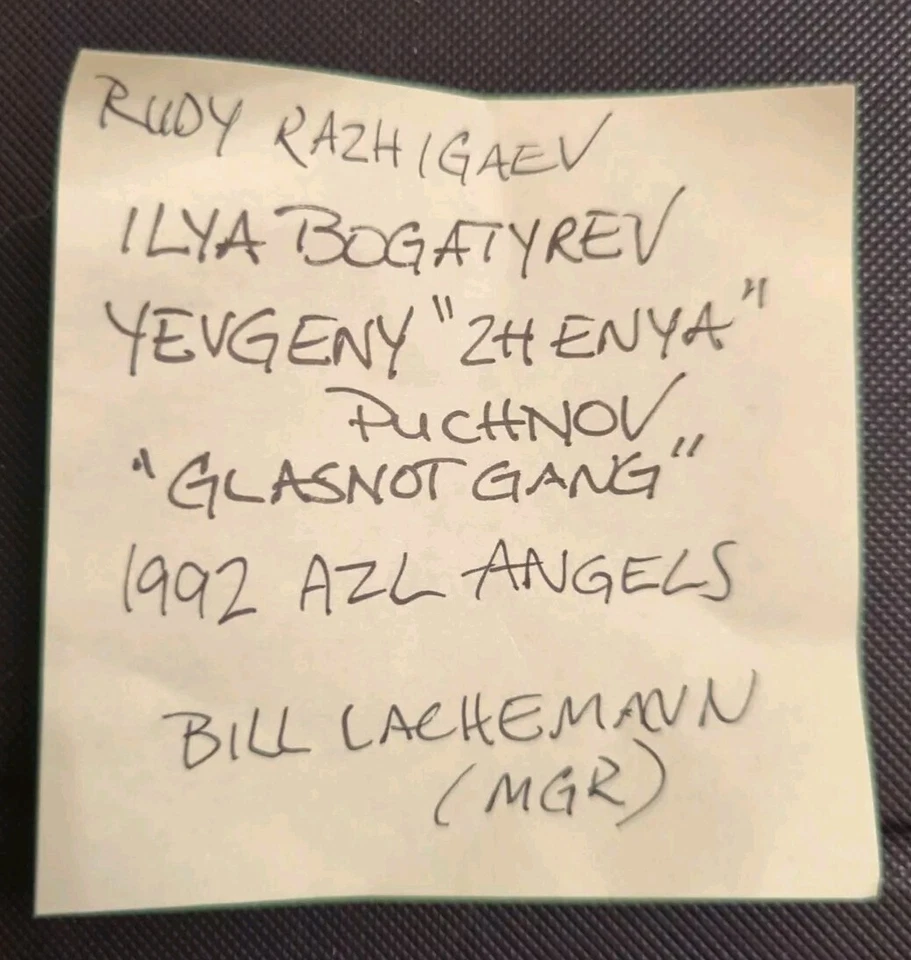 RUDY RAZHIGAEV
ILYA BOGATYREV
YEVGENY "ZHENYA"
PUCHNOV
"GLASNOT GANG"
1992 AZL ANGELS
BILL LACHEMANN
(MGR)